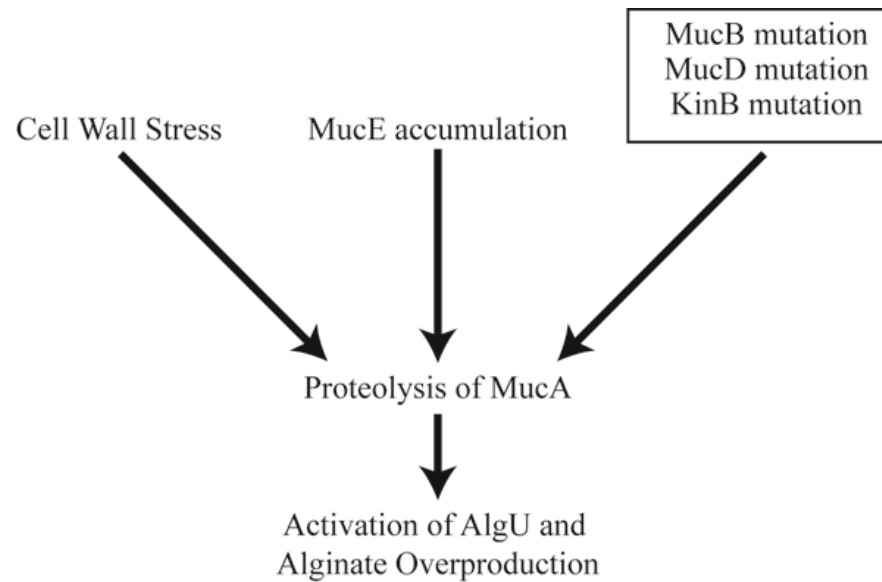 MucB mutation
MucD mutation
KinB mutation
Cell Wall Stress
MucE accumulation
Proteolysis of MucA
Activation of AlgU and
Alginate Overproduction